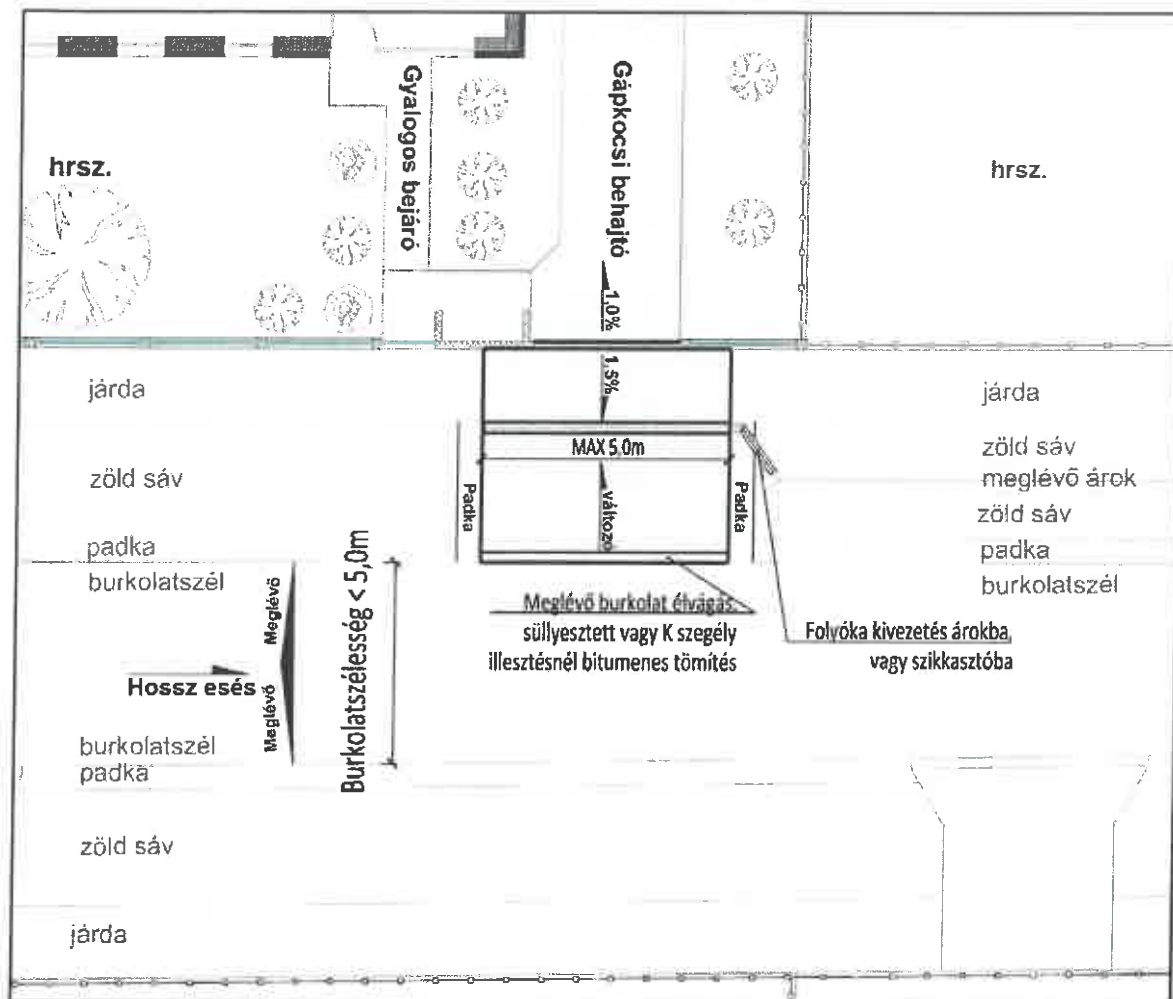 hrsz.
Gyalogos bejáró
Gápkocsi behajtó
hrsz.
1,0%
1,5%
járda
zöld sáv
padka
burkolatszél
Padka
MAX 5,0m
változó
Padka
járda
zöld sáv
meglévő árok
zöld sáv
padka
burkolatszél
Meglévő
Meglévő
Hossz esés
Burkolatszélesség < 5,0m
Meglévő burkolat élvágás
süllyesztett vagy K szegély
illesztésnél bitumenes tömítés
Folyóka kivezetés árokba,
vagy szikkasztóba
burkolatszél
padka
zöld sáv
járda